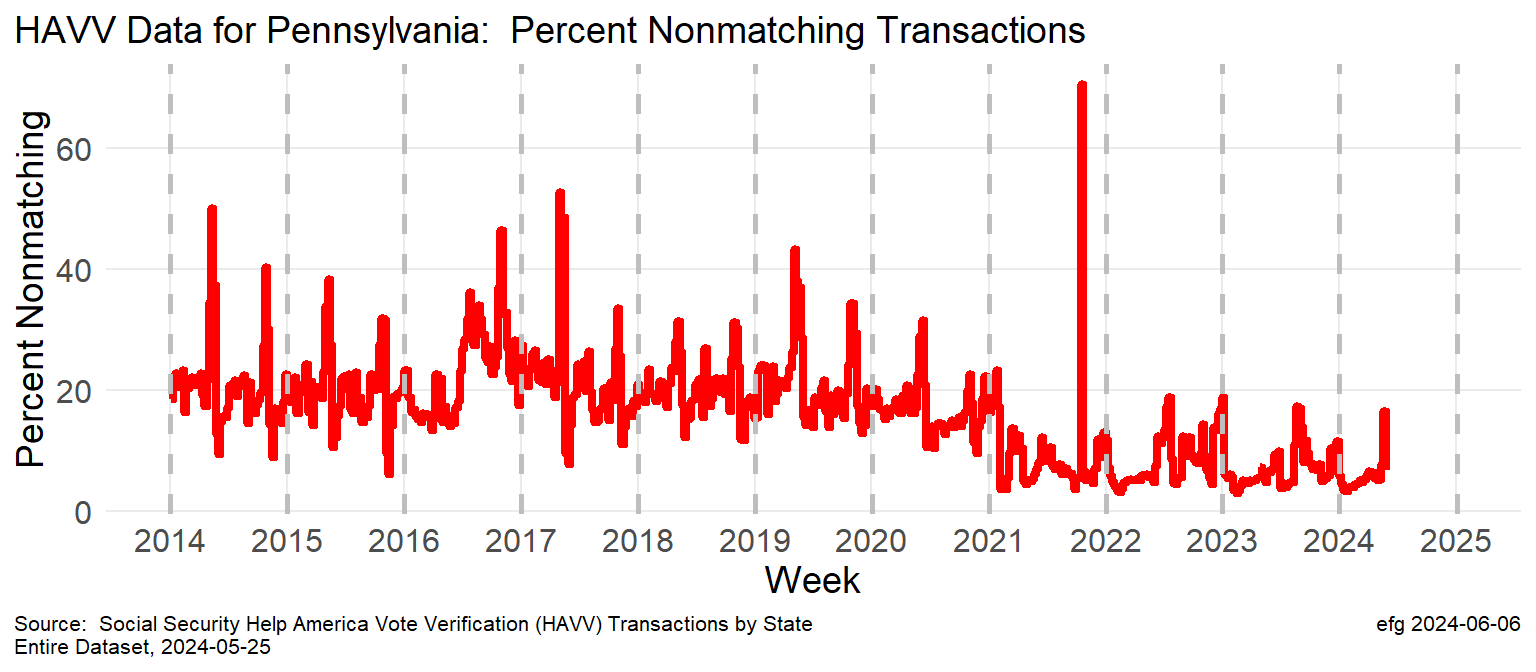 HAVV Data for Pennsylvania:  Percent Nonmatching Transactions
Percent Nonmatching
60
40
20
0
2014 2015 2016 2017 2018 2019 2020 2021 2022 2023 2024 2025
Week
Source:  Social Security Help America Vote Verification (HAVV) Transactions by State
Entire Dataset, 2024-05-25
efg 2024-06-06